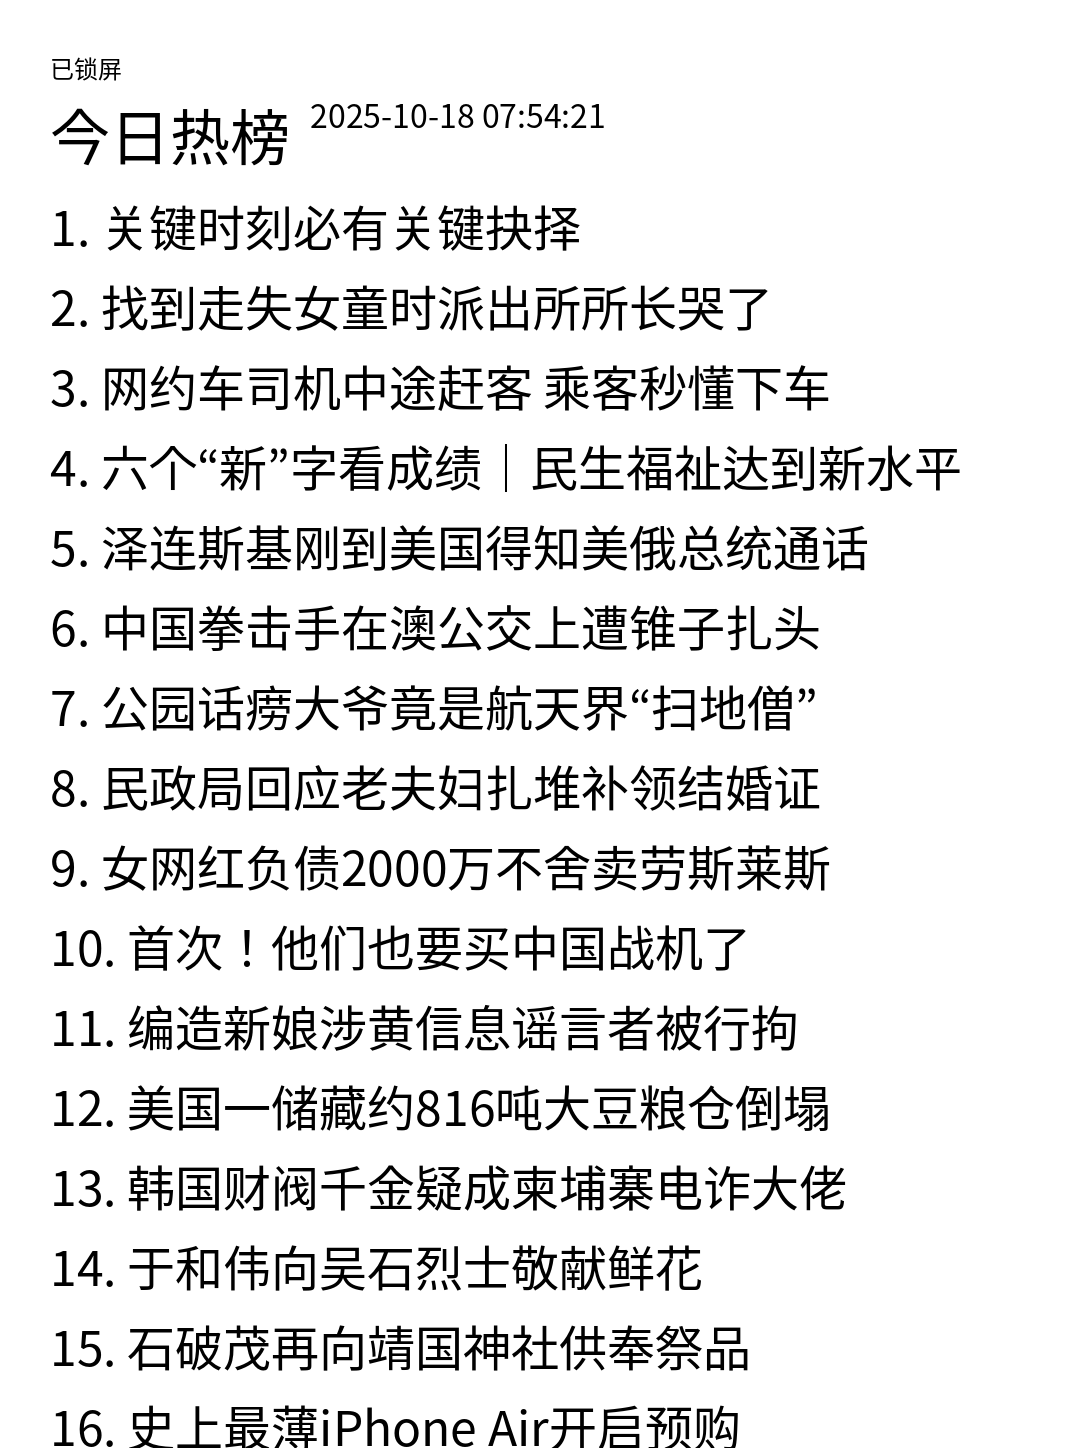 已锁屏
今日热榜 2025-10-18 07:54:21
1. 关键时刻必有关键抉择
2. 找到走失女童时派出所所长哭了
3. 网约车司机中途赶客 乘客秒懂下车
4. 六个“新”字看成绩｜民生福祉达到新水平
5. 泽连斯基刚到美国得知美俄总统通话
6. 中国拳击手在澳公交上遭锥子扎头
7. 公园话痨大爷竟是航天界“扫地僧”
8. 民政局回应老夫妇扎堆补领结婚证
9. 女网红负债2000万不舍卖劳斯莱斯
10. 首次！他们也要买中国战机了
11. 编造新娘涉黄信息谣言者被行拘
12. 美国一储藏约816吨大豆粮仓倒塌
13. 韩国财阀千金疑成柬埔寨电诈大佬
14. 于和伟向吴石烈士敬献鲜花
15. 石破茂再向靖国神社供奉祭品
16. 史上最薄iPhone Air开启预购